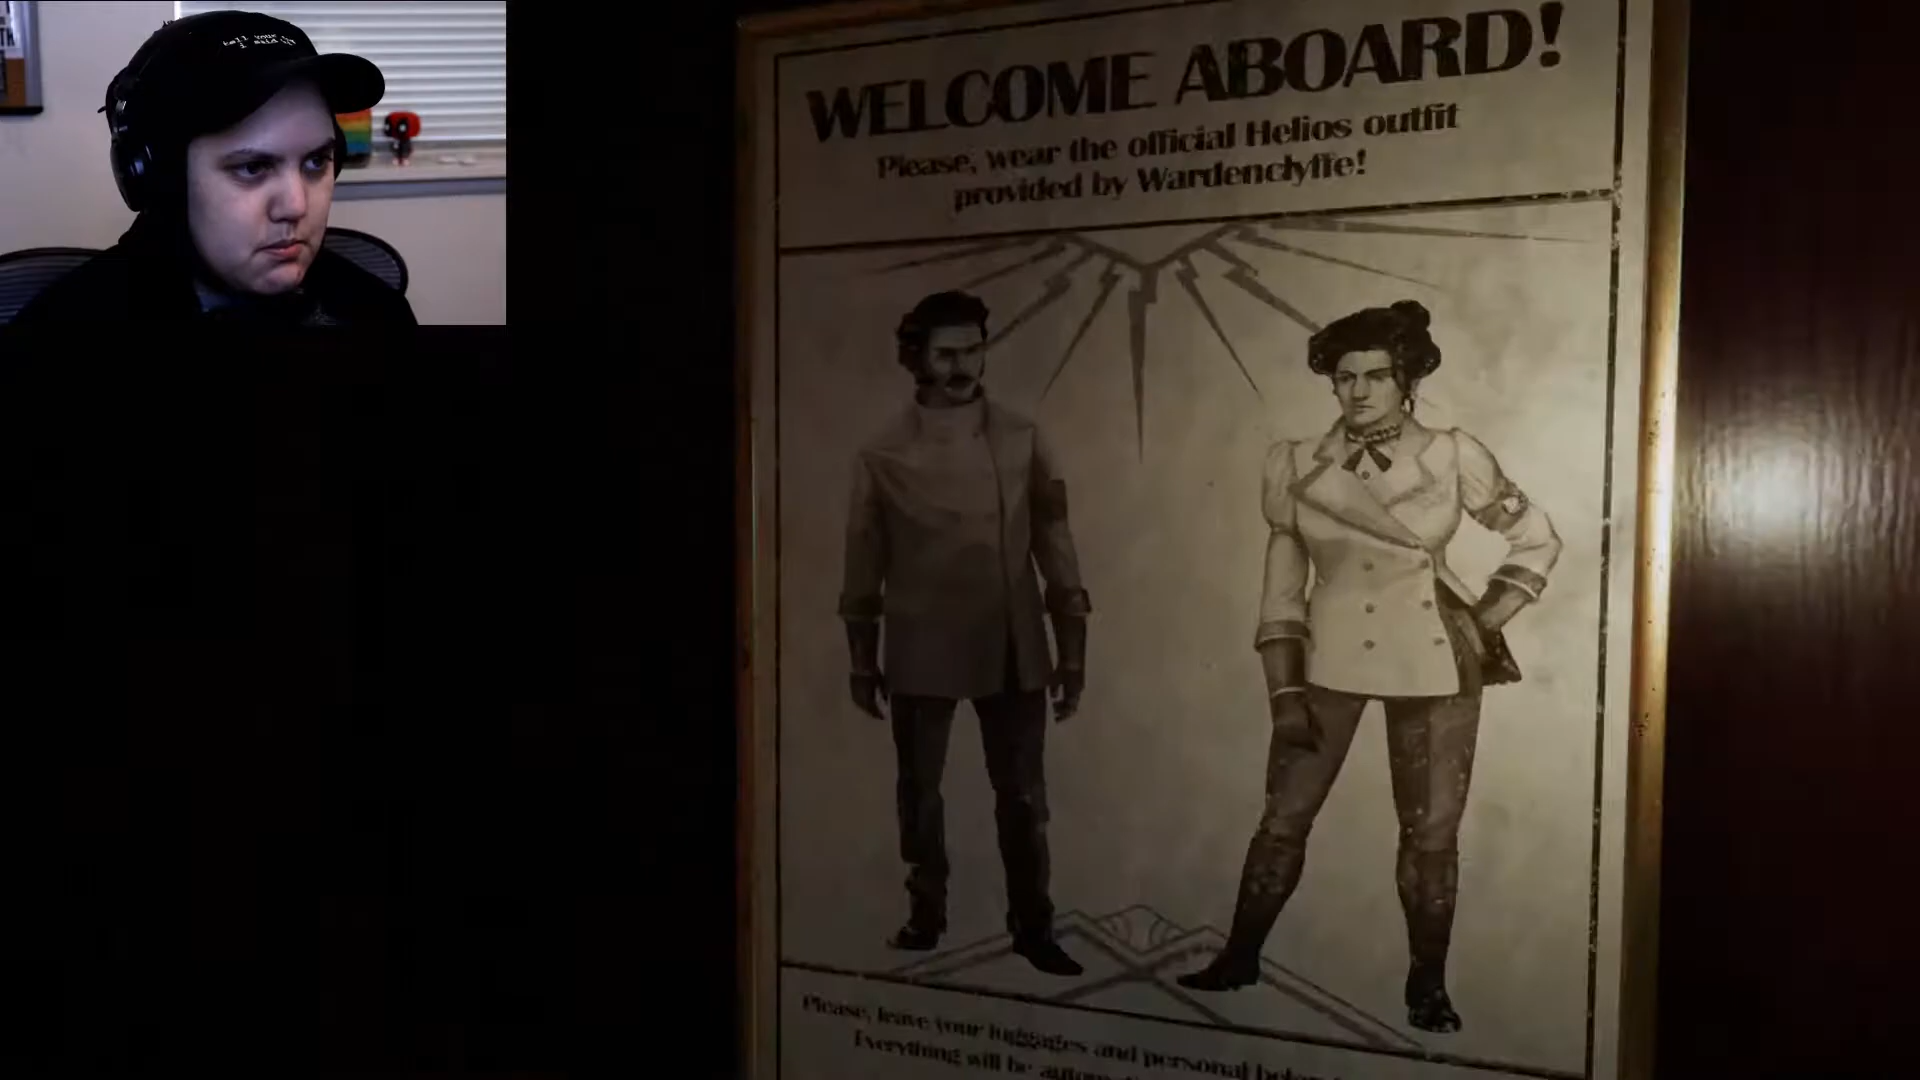 WELCOME ABOARD!
Please, wear the official Helios outfit
provided by Wardenclyffe!
Please, leave your luggages and personal
Everything will be